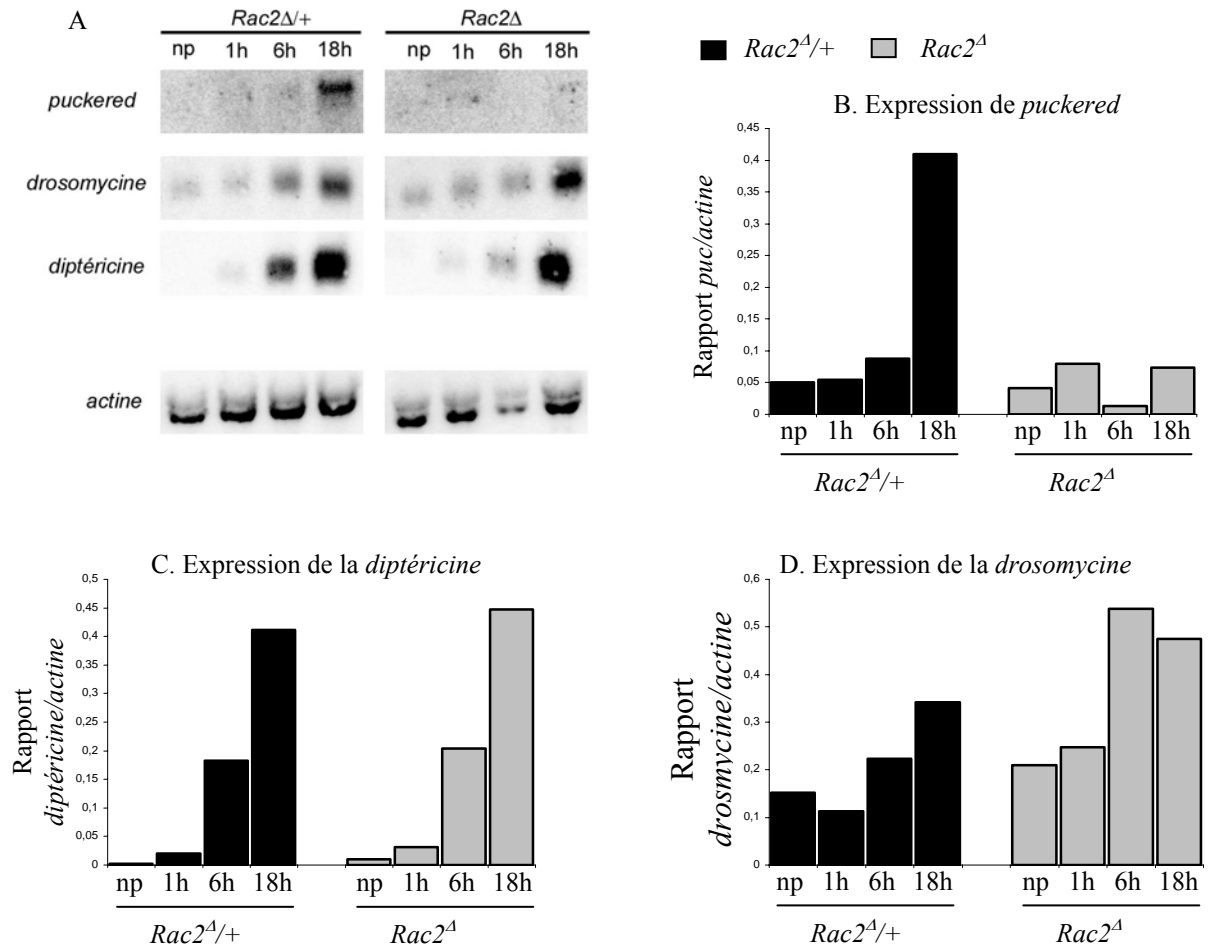 A
Rac2Δ/+ Rac2Δ
np 1h 6h 18h np 1h 6h 18h
puckered
drosomycine
diptéricine
actine
Rac2Δ/+ Rac2Δ
B. Expression de puckered
Rapport puc/actine
0,45
0,4
0,35
0,3
0,25
0,2
0,15
0,1
0,05
0
np 1h 6h 18h np 1h 6h 18h
Rac2Δ/+ Rac2Δ
C. Expression de la diptéricine
Rapport
diptéricine/actine
0,5
0,45
0,4
0,35
0,3
0,25
0,2
0,15
0,1
0,05
0
np 1h 6h 18h np 1h 6h 18h
Rac2Δ/+ Rac2Δ
D. Expression de la drosomycine
Rapport
drosmycine/actine
0,6
0,5
0,4
0,3
0,2
0,1
0
np 1h 6h 18h np 1h 6h 18h
Rac2Δ/+ Rac2Δ